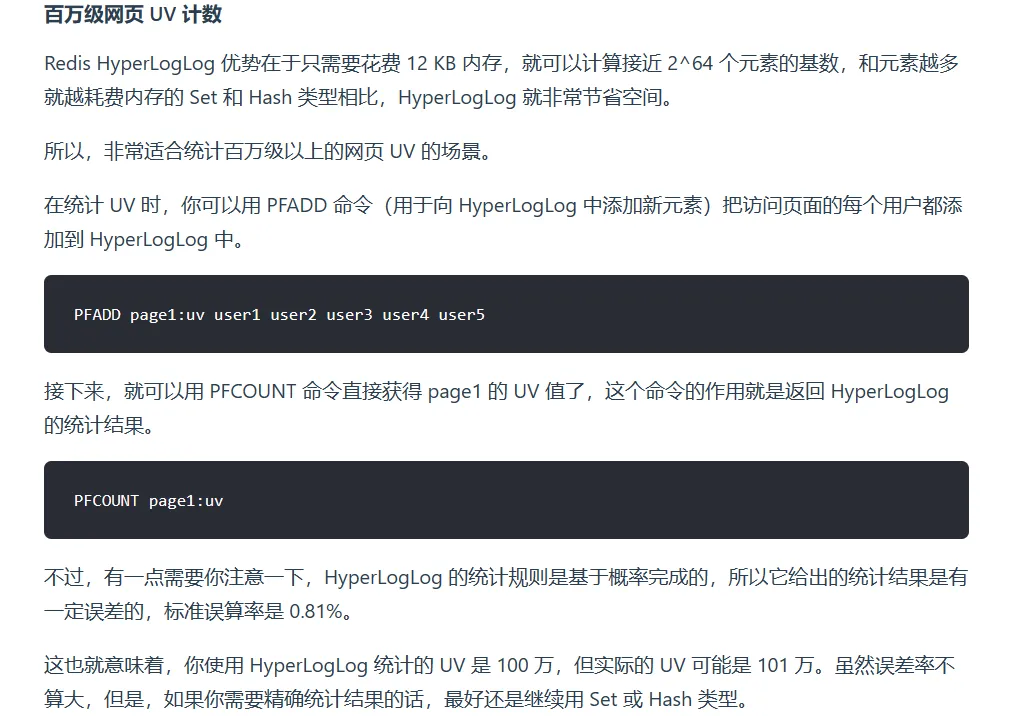 百万级网页 UV 计数
Redis HyperLogLog 优势在于只需要花费 12 KB 内存，就可以计算接近 2^64 个元素的基数，和元素越多
就越耗费内存的 Set 和 Hash 类型相比，HyperLogLog 就非常节省空间。
所以，非常适合统计百万级以上的网页 UV 的场景。
在统计 UV 时，你可以用 PFADD 命令（用于向 HyperLogLog 中添加新元素）把访问页面的每个用户都添
加到 HyperLogLog 中。
PFADD page1:uv user1 user2 user3 user4 user5
接下来，就可以用 PFCOUNT 命令直接获得 page1 的 UV 值了，这个命令的作用就是返回 HyperLogLog
的统计结果。
PFCOUNT page1:uv
不过，有一点需要你注意一下，HyperLogLog 的统计规则是基于概率完成的，所以它给出的统计结果是有
一定误差的，标准误算率是 0.81%。
这也就意味着，你使用 HyperLogLog 统计的 UV 是 100 万，但实际的 UV 可能是 101 万。虽然误差率不
算大，但是，如果你需要精确统计结果的话，最好还是继续用 Set 或 Hash 类型。